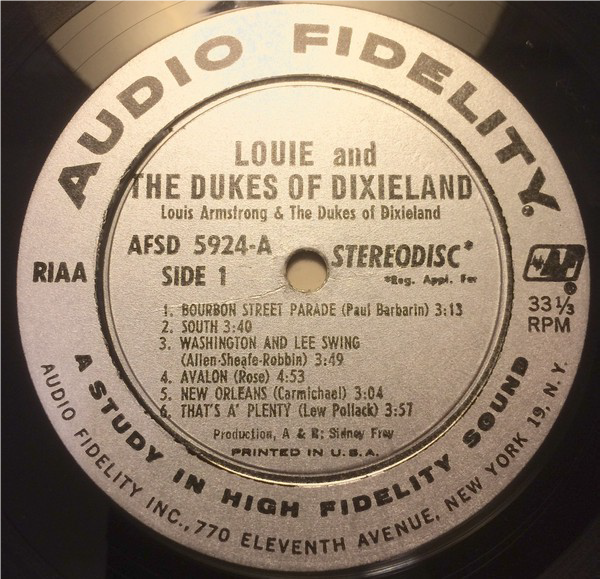 AUDIO FIDELITY®
LOUIE and
THE DUKES OF DIXIELAND
Louis Armstrong & The Dukes of Dixieland
AFSD 5924-A
SIDE 1
STEREODISC*
*Reg. Appl. For
RIAA
®
33 1/3
RPM
1. BOURBON STREET PARADE (Paul Barbarin) 3:13
2. SOUTH 3:40
3. WASHINGTON AND LEE SWING
(Allen-Sheafe-Robbin) 3:49
4. AVALON (Rose) 4:53
5. NEW ORLEANS (Carmichael) 3:04
6. THAT'S A' PLENTY (Lew Pollack) 3:57
Production, A & R: Sidney Frey
PRINTED IN U.S.A.
A STUDY IN HIGH FIDELITY SOUND
AUDIO FIDELITY INC., 770 ELEVENTH AVENUE, NEW YORK 19, N.Y.